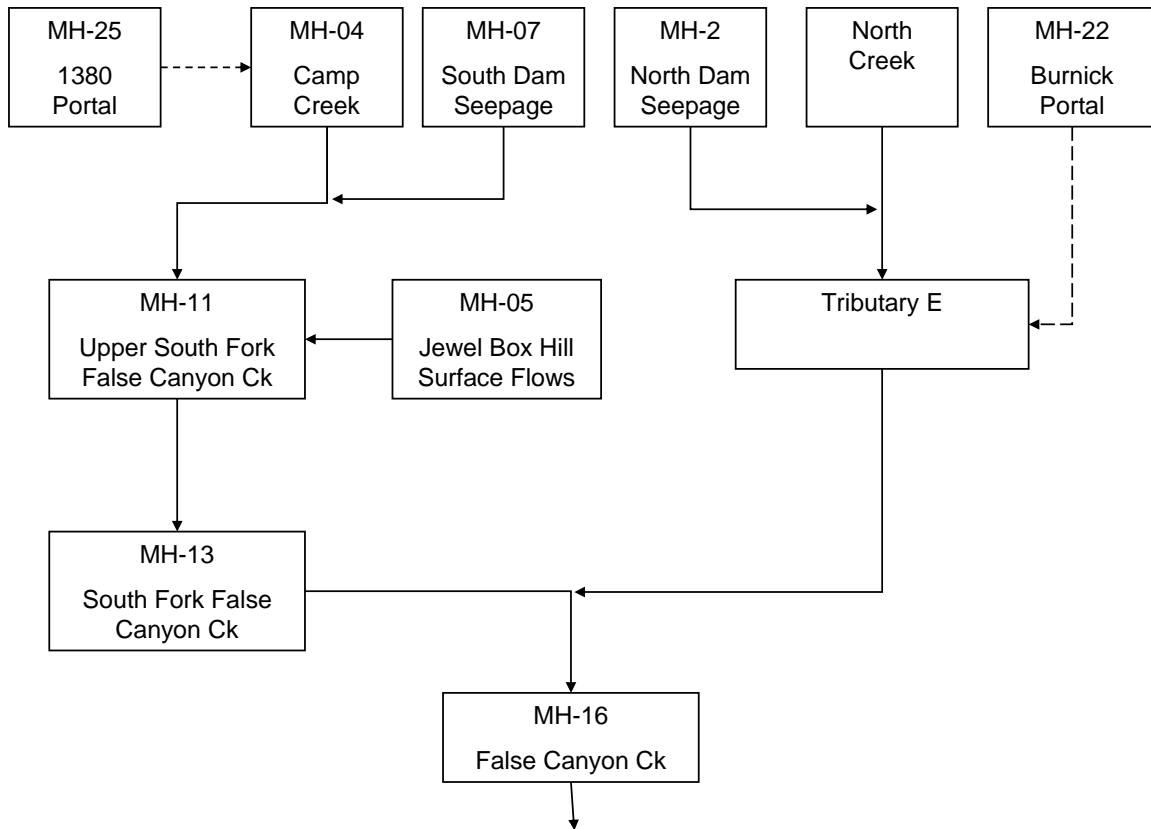 MH-25
1380
Portal
MH-04
Camp
Creek
MH-07
South Dam
Seepage
MH-2
North Dam
Seepage
North
Creek
MH-22
Burnick
Portal
MH-11
Upper South Fork
False Canyon Ck
MH-05
Jewel Box Hill
Surface Flows
Tributary E
MH-13
South Fork False
Canyon Ck
MH-16
False Canyon Ck